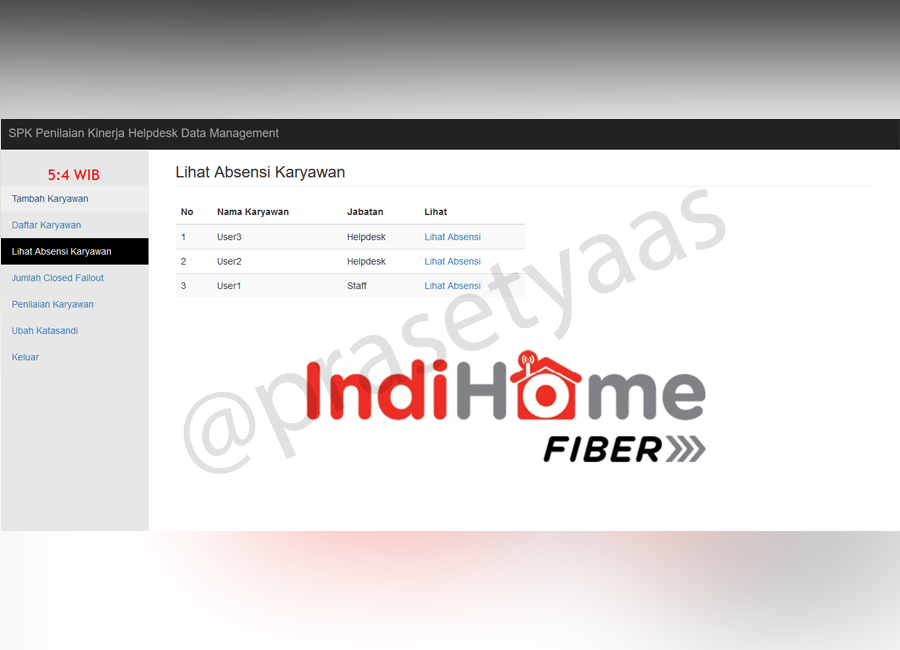 SPK Penilaian Kinerja Helpdesk Data Management
5:4 WIB
Tambah Karyawan
Daftar Karyawan
Lihat Absensi Karyawan
Jumlah Closed Fallout
Penilaian Karyawan
Ubah Katasandi
Keluar
Lihat Absensi Karyawan
No Nama Karyawan Jabatan Lihat
1 User3 Helpdesk Lihat Absensi
2 User2 Helpdesk Lihat Absensi
3 User1 Staff Lihat Absensi
@prasetyaas
IndiHome
FIBER